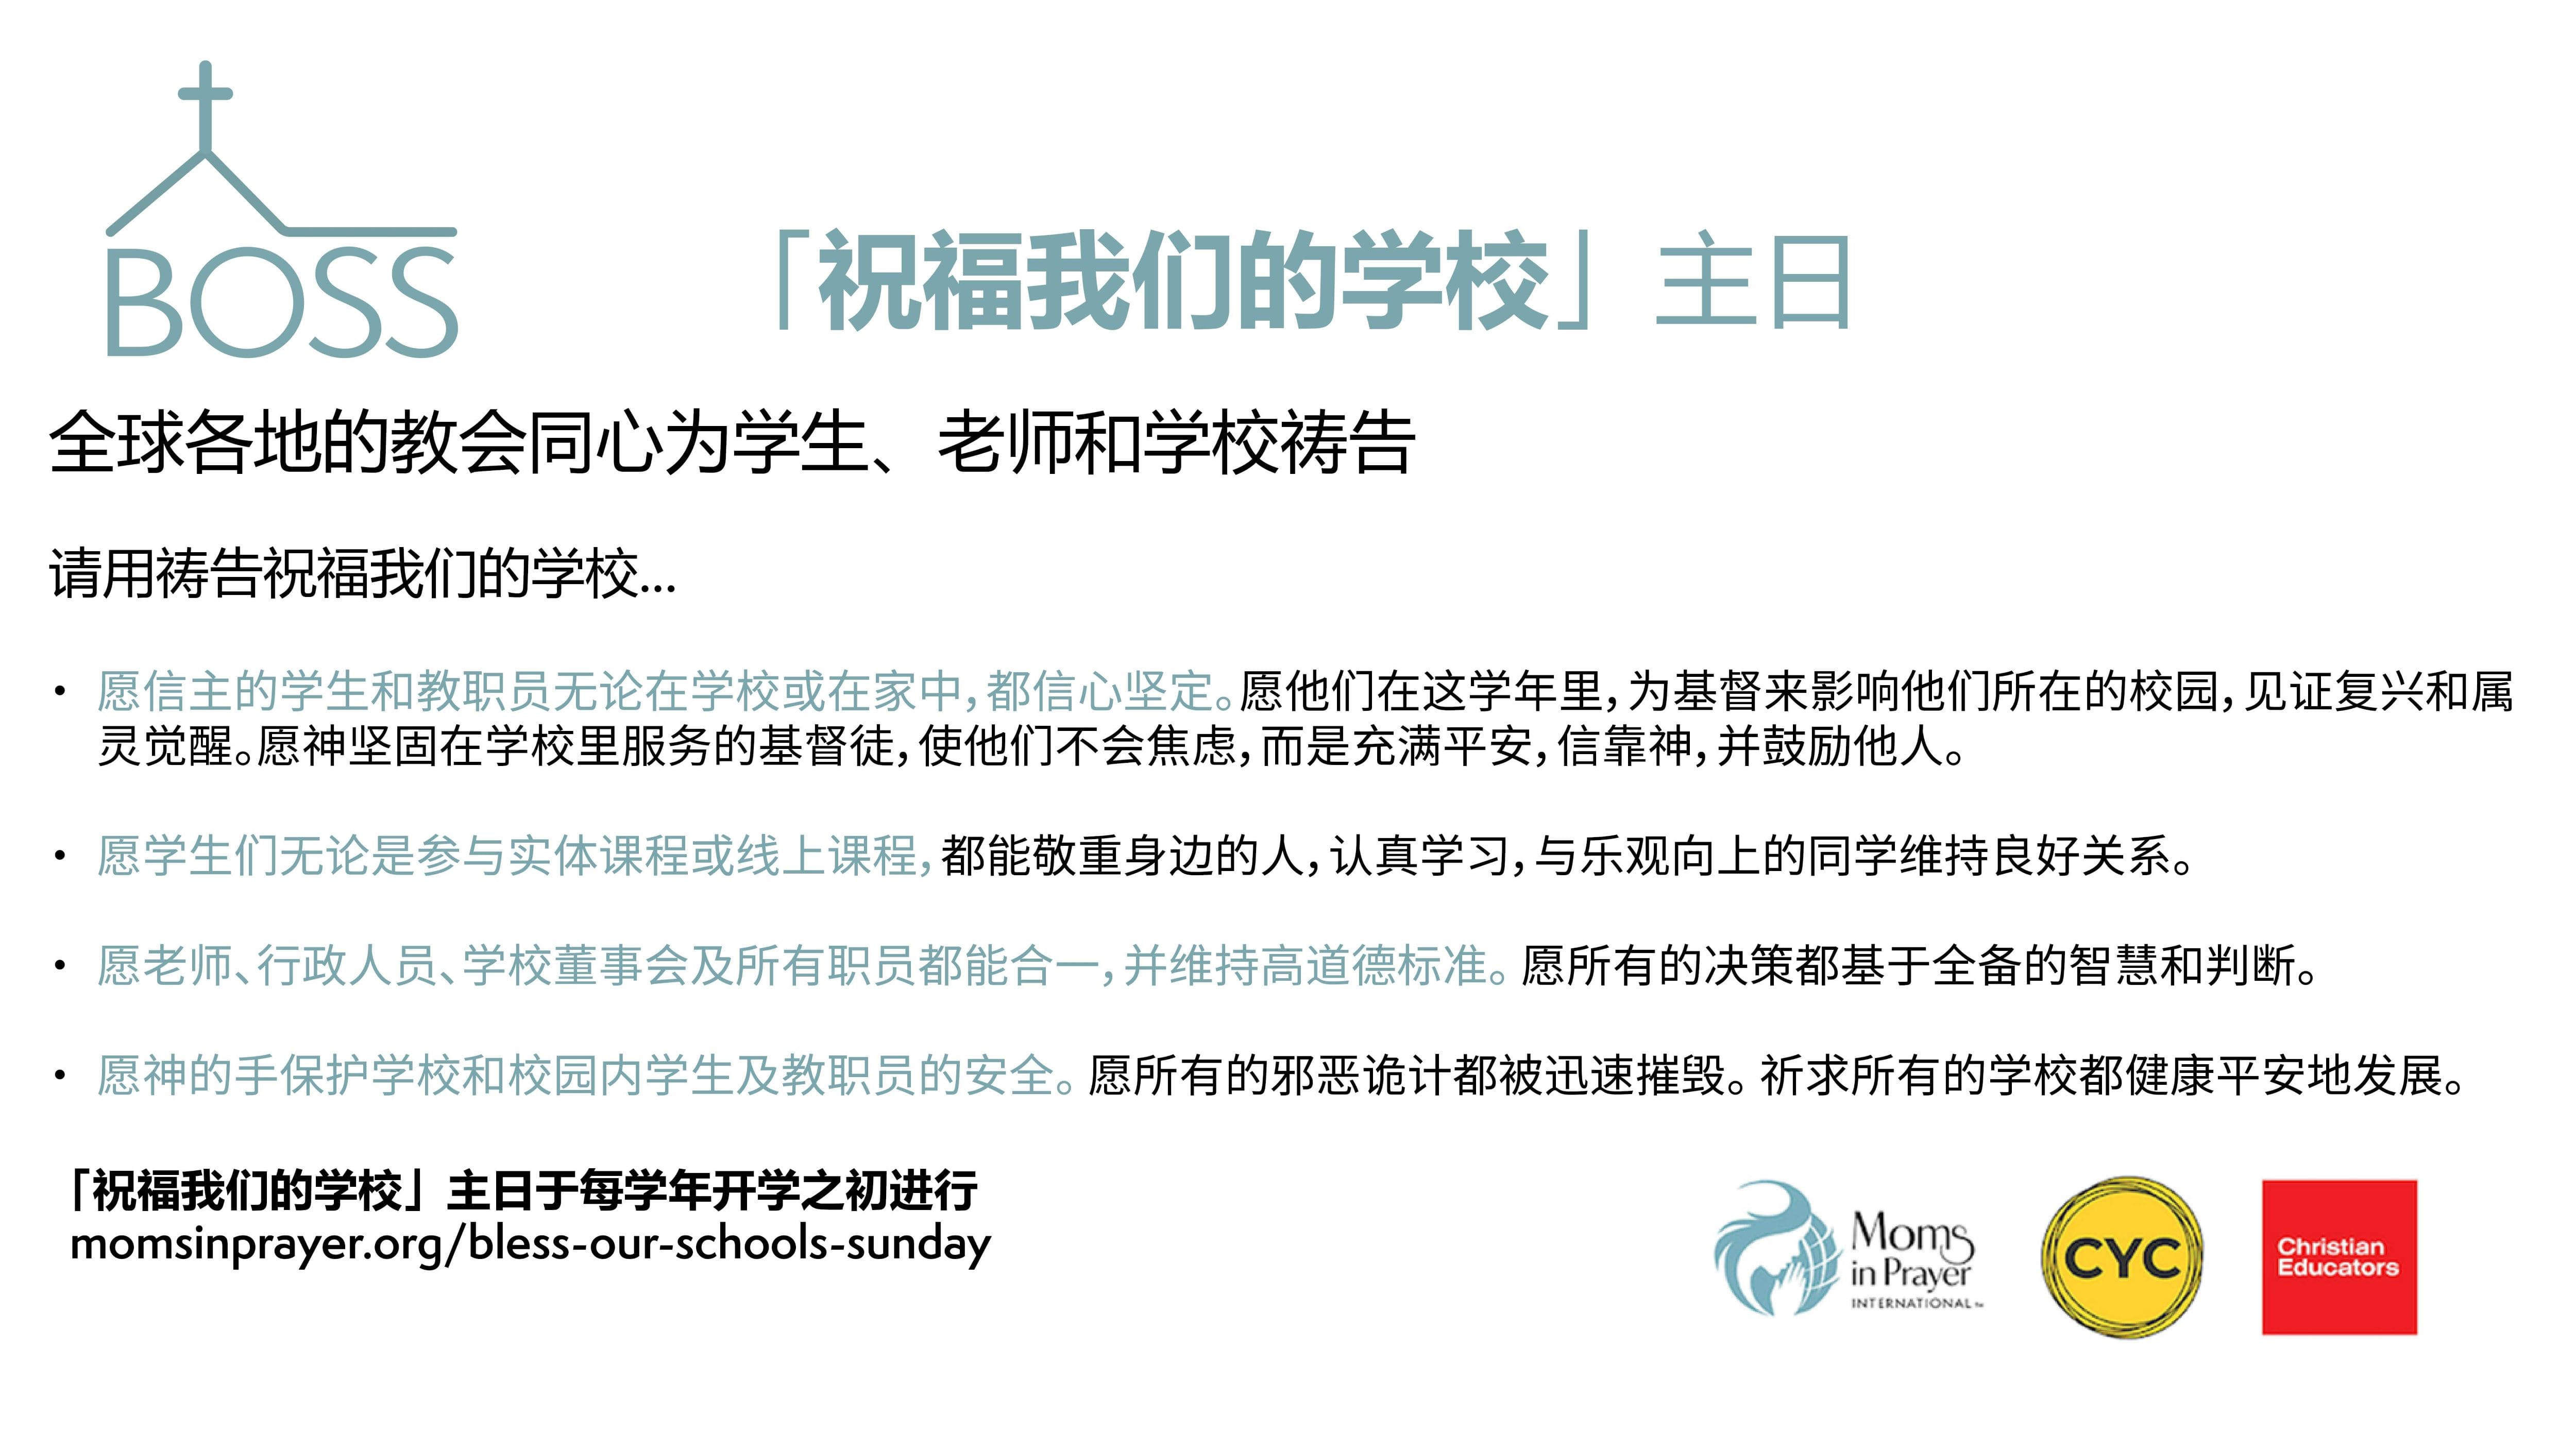 BOSS
「祝福我们的学校」主日
全球各地的教会同心为学生、老师和学校祷告
请用祷告祝福我们的学校...
• 愿信主的学生和教职员无论在学校或在家中，都信心坚定。愿他们在这学年里，为基督来影响他们所在的校园，见证复兴和属
灵觉醒。愿神坚固在学校里服务的基督徒，使他们不会焦虑，而是充满平安，信靠神，并鼓励他人。
• 愿学生们无论是参与实体课程或线上课程，都能敬重身边的人，认真学习，与乐观向上的同学维持良好关系。
• 愿老师、行政人员、学校董事会及所有职员都能合一，并维持高道德标准。愿所有的决策都基于全备的智慧和判断。
• 愿神的手保护学校和校园内学生及教职员的安全。愿所有的邪恶诡计都被迅速摧毁。祈求所有的学校都健康平安地发展。
「祝福我们的学校」主日于每学年开学之初进行
momsinprayer.org/bless-our-schools-sunday
Moms
in Prayer
INTERNATIONAL
CYC
Christian
Educators